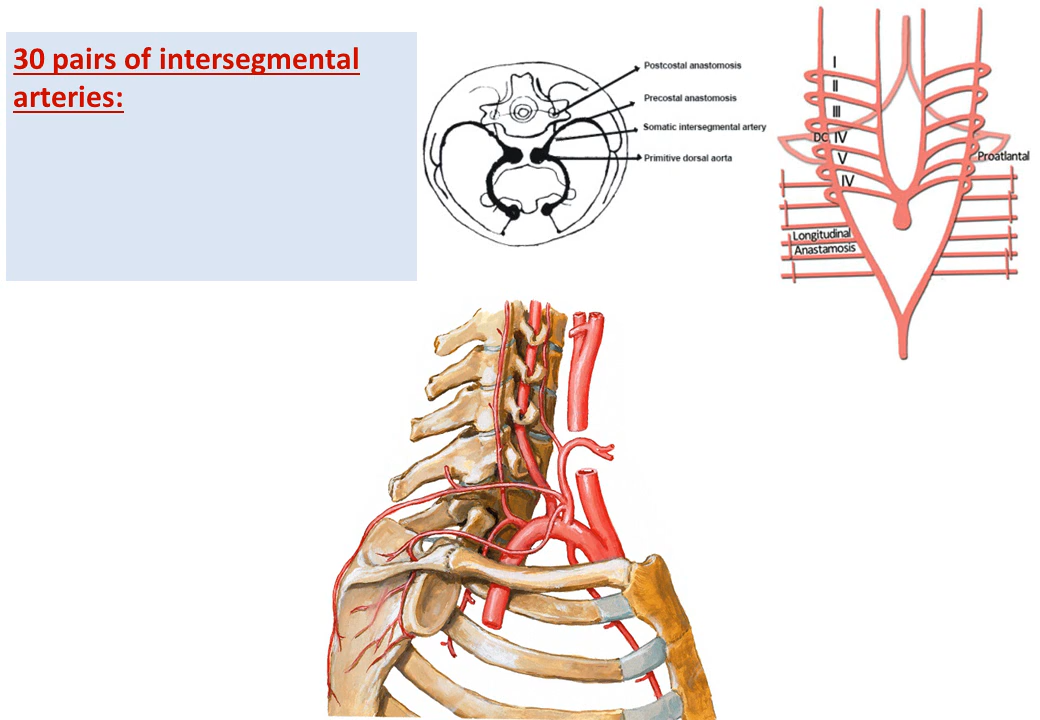 30 pairs of intersegmental
arteries:
Postcostal anastomosis
Precostal anastomosis
Somatic intersegmental artery
Primitive dorsal aorta
I
II
III
DC IV
V
Proatlantal
IV
Longitudinal
Anastamosis